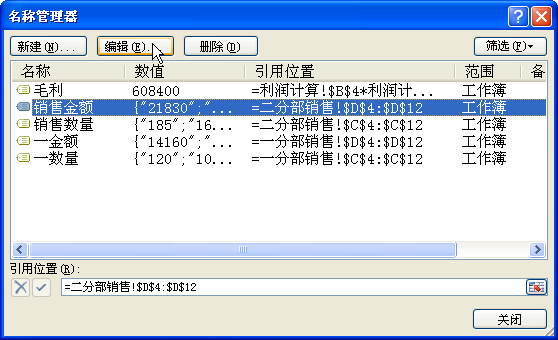 名称管理器
新建(N)... 编辑(E)... 删除(D) 筛选(F)
名称 数值 引用位置 范围 备
毛利 608400 =利润计算!$B$4*利润计... 工作簿
销售金额 {"21830";"... =二分部销售!$D$4:$D$12 工作簿
销售数量 {"185";"16... =二分部销售!$C$4:$C$12 工作簿
一金额 {"14160";"... =一分部销售!$D$4:$D$12 工作簿
一数量 {"120";"10... =一分部销售!$C$4:$C$12 工作簿
引用位置(R):
=二分部销售!$D$4:$D$12
关闭